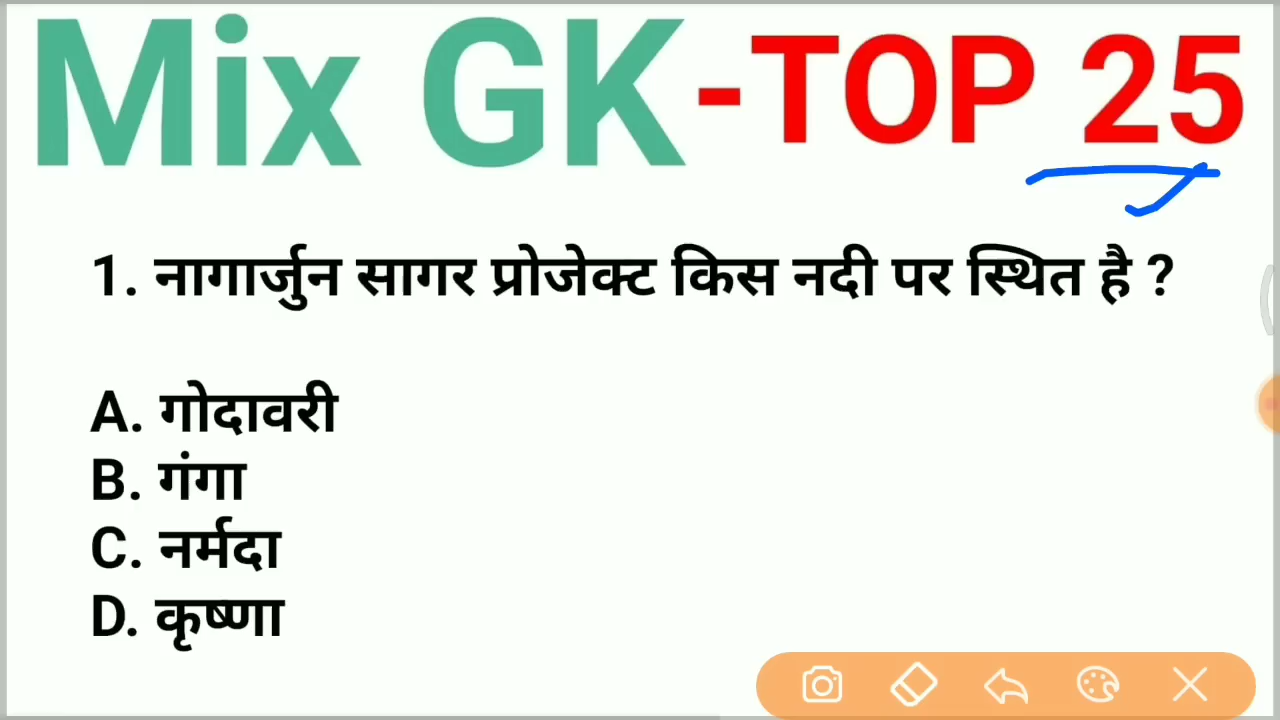 Mix GK -TOP 25
1. नागार्जुन सागर प्रोजेक्ट किस नदी पर स्थित है ?
A. गोदावरी
B. गंगा
C. नर्मदा
D. कृष्णा